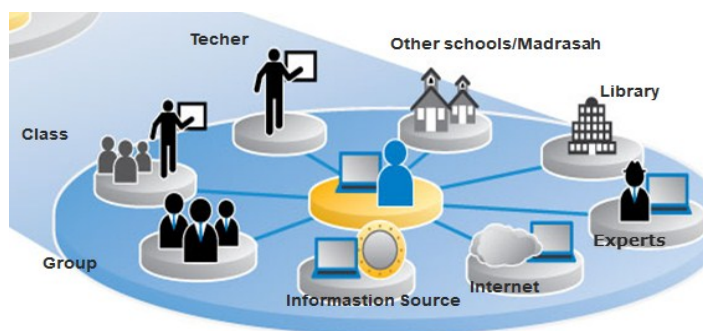 Techer
Other schools/Madrasah
Library
Class
Experts
Group
Internet
Informastion Source